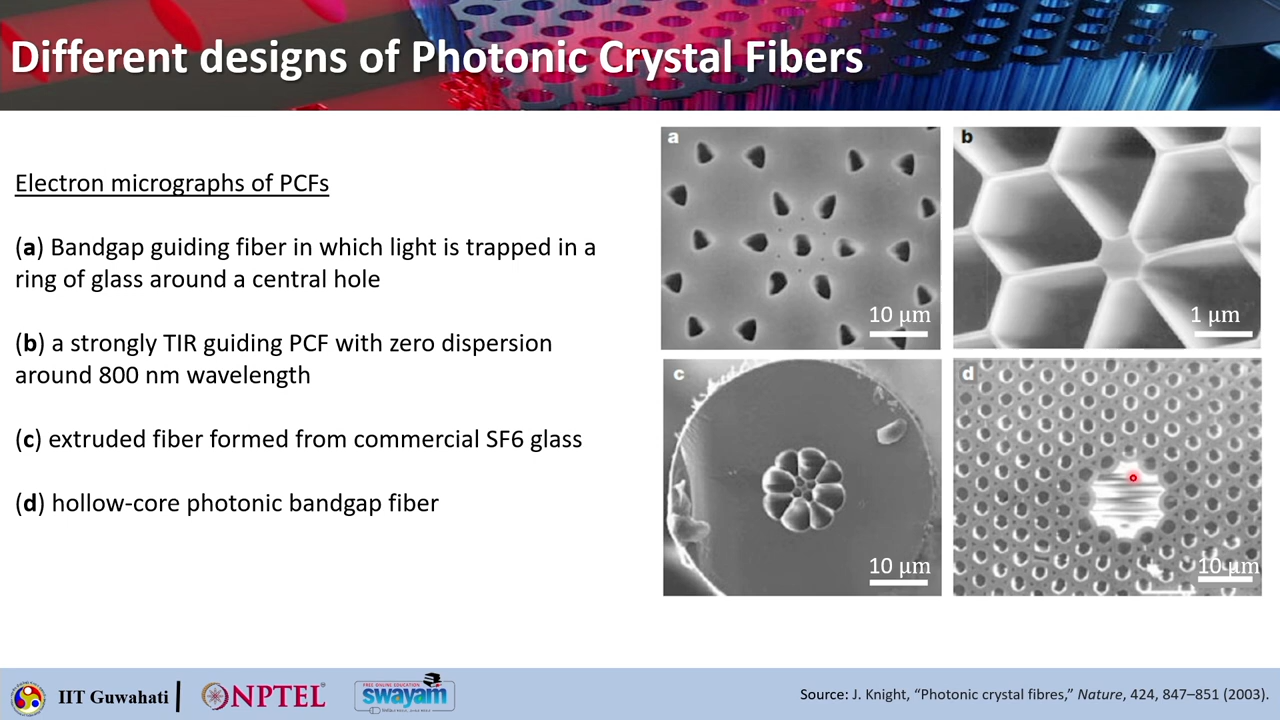 Different designs of Photonic Crystal Fibers
Electron micrographs of PCFs
(a) Bandgap guiding fiber in which light is trapped in a
ring of glass around a central hole
(b) a strongly TIR guiding PCF with zero dispersion
around 800 nm wavelength
(c) extruded fiber formed from commercial SF6 glass
(d) hollow-core photonic bandgap fiber
a
10 μm
b
1 μm
c
10 μm
d
10 μm
IIT Guwahati
NPTEL
FREE ONLINE EDUCATION
swayam
Source: J. Knight, “Photonic crystal fibres,” Nature, 424, 847–851 (2003).